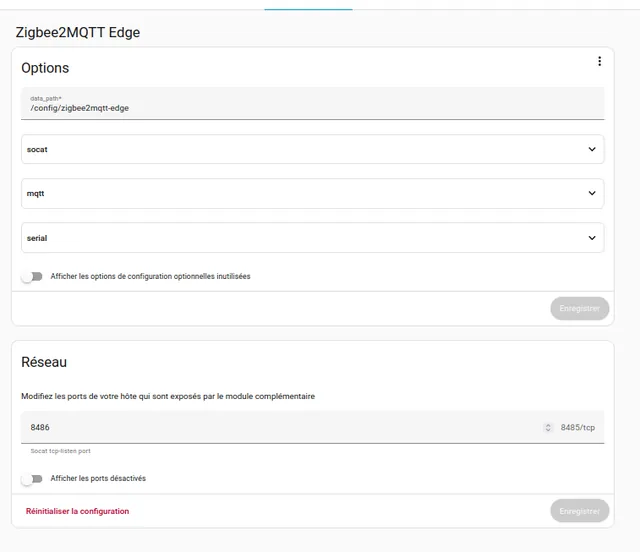 Zigbee2MQTT Edge
Options
data_path*
/config/zigbee2mqtt-edge
socat
mqtt
serial
Afficher les options de configuration optionnelles inutilisées
Enregistrer
Réseau
Modifiez les ports de votre hôte qui sont exposés par le module complémentaire
8486 8485/tcp
Socat tcp-listen port
Afficher les ports désactivés
Réinitialiser la configuration Enregistrer